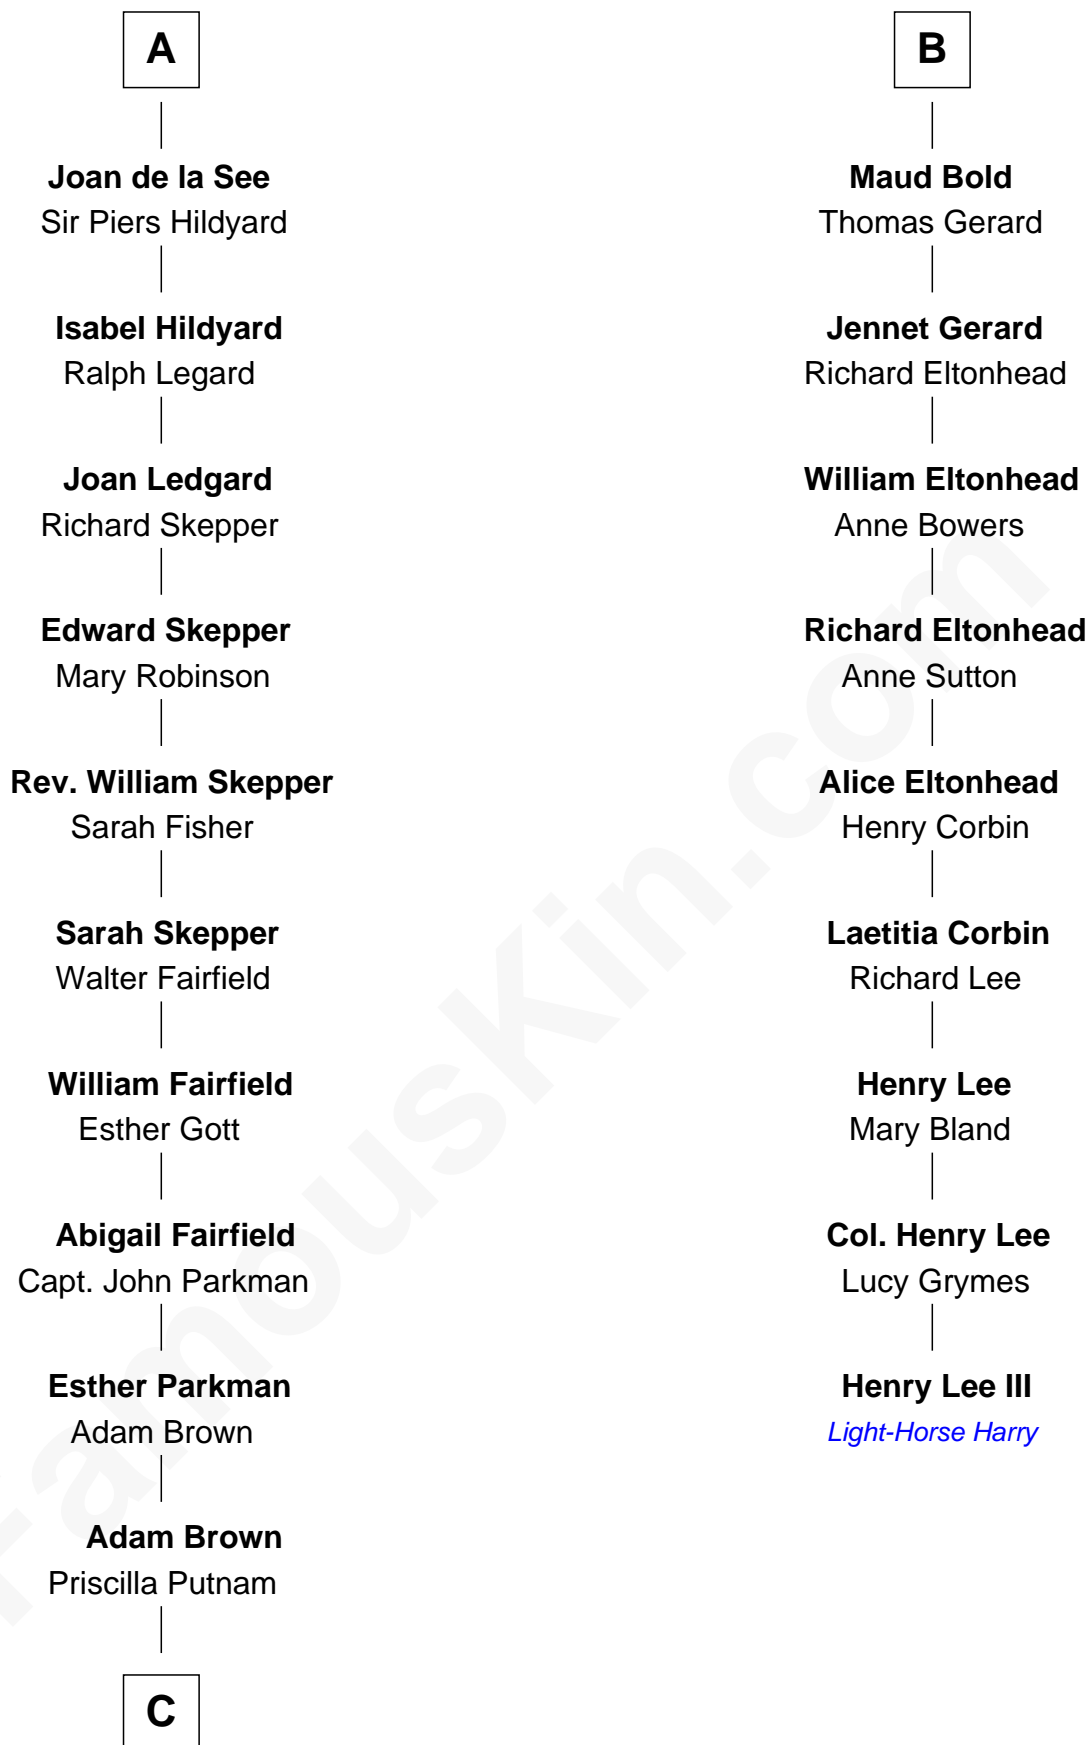 A
Joan de la See
Sir Piers Hildyard
Isabel Hildyard
Ralph Legard
Joan Ledgard
Richard Skepper
Edward Skepper
Mary Robinson
Rev. William Skepper
Sarah Fisher
Sarah Skepper
Walter Fairfield
William Fairfield
Esther Gott
Abigail Fairfield
Capt. John Parkman
Esther Parkman
Adam Brown
Adam Brown
Priscilla Putnam
C
B
Maud Bold
Thomas Gerard
Jennet Gerard
Richard Eltonhead
William Eltonhead
Anne Bowers
Richard Eltonhead
Anne Sutton
Alice Eltonhead
Henry Corbin
Laetitia Corbin
Richard Lee
Henry Lee
Mary Bland
Col. Henry Lee
Lucy Grymes
Henry Lee III
Light-Horse Harry
FamousKin.com